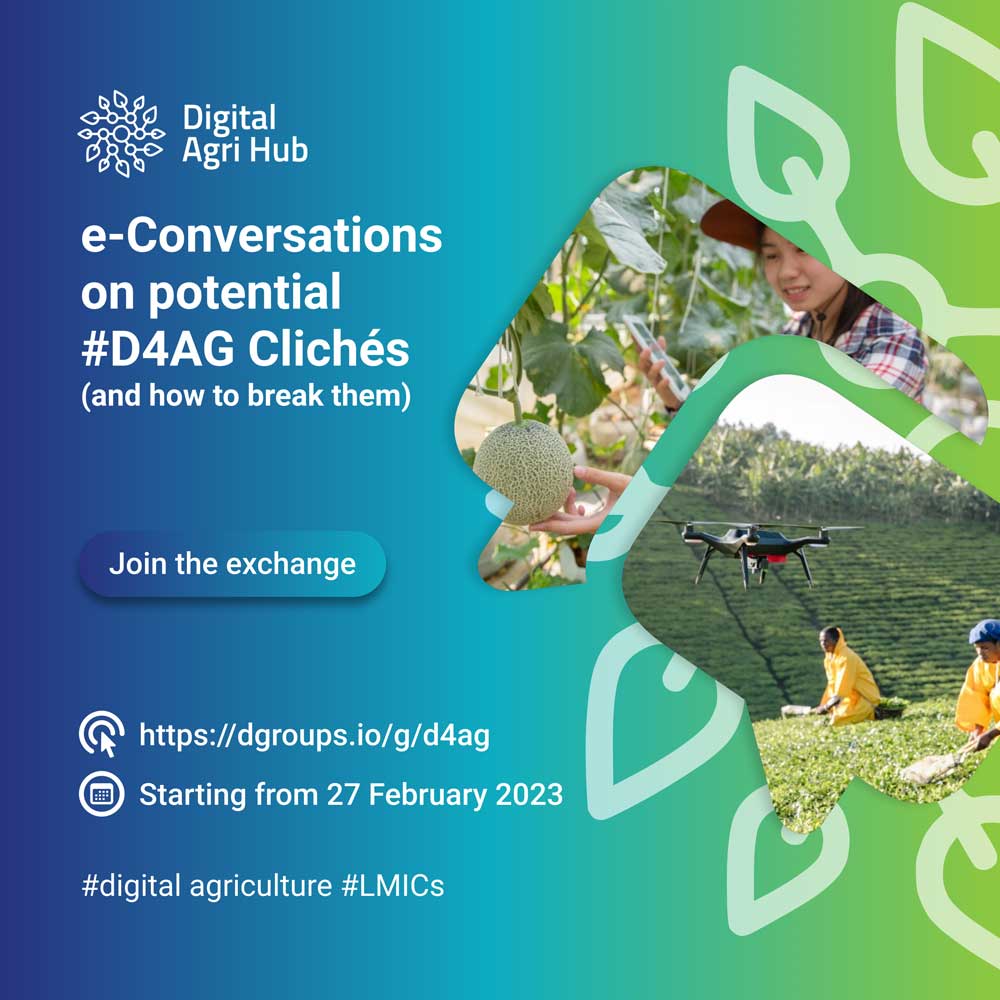 Digital
Agri Hub
e-Conversations
on potential
#D4AG Clichés
(and how to break them)
Join the exchange
https://dgroups.io/g/d4ag
Starting from 27 February 2023
#digital agriculture #LMICs